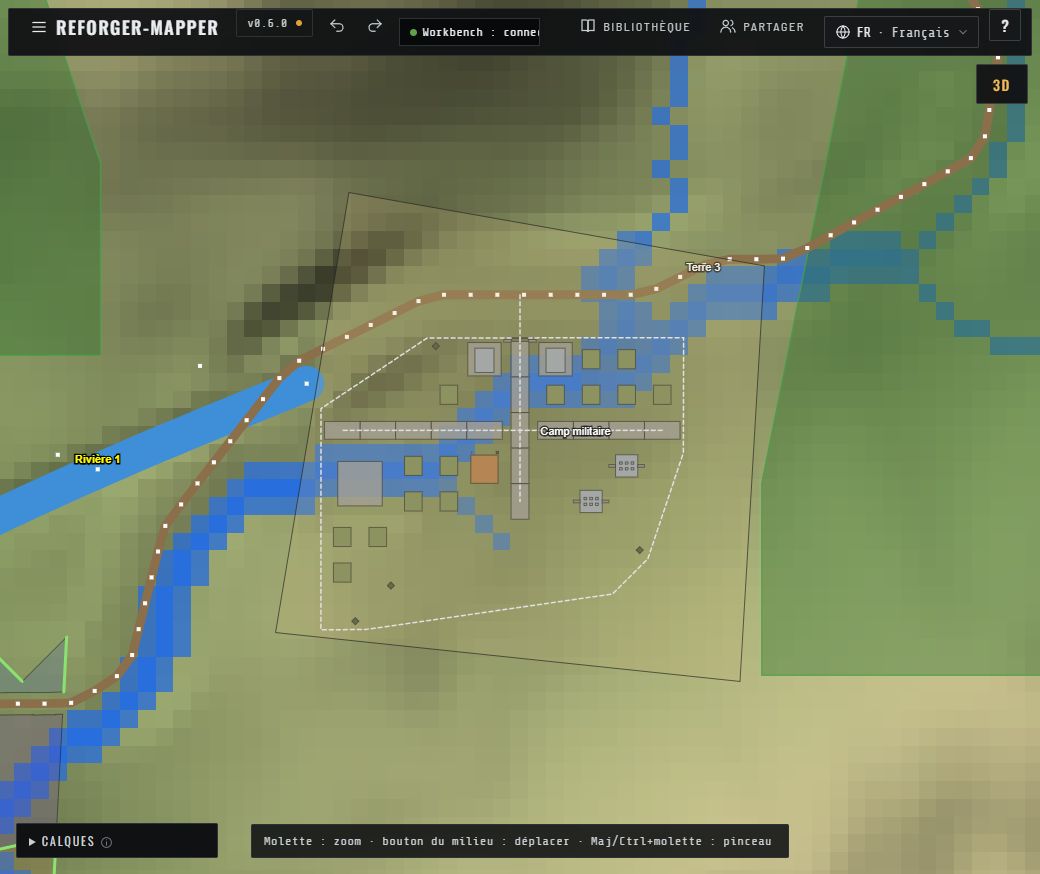 REFORGER-MAPPER
v0.6.0
Workbench : conne
BIBLIOTHÈQUE
PARTAGER
FR · Français
?
3D
Terre 3
Camp militaire
Rivière 1
CALQUES
Molette : zoom · bouton du milieu : déplacer · Maj/Ctrl+molette : pinceau